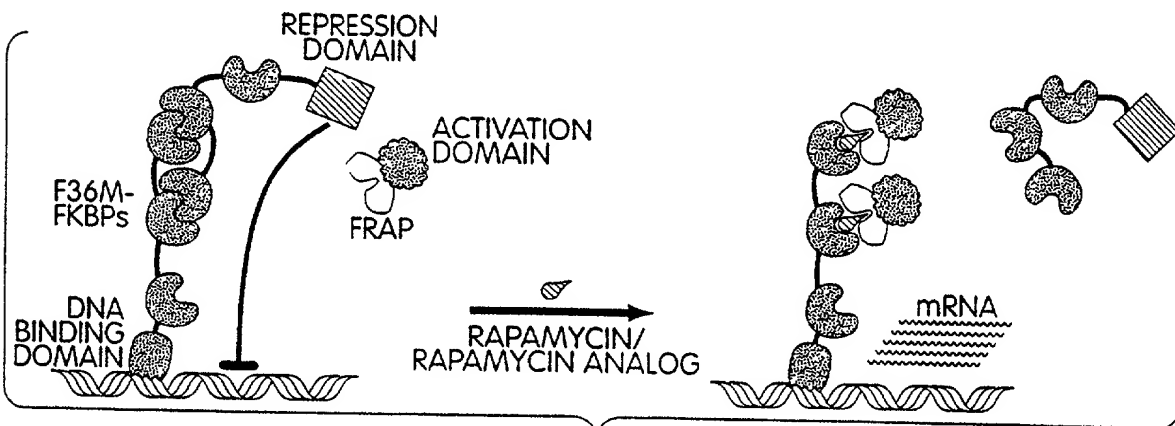 REPRESSION
DOMAIN
ACTIVATION
DOMAIN
F36M-
FKBPs
FRAP
DNA
BINDING
DOMAIN
RAPAMYCIN/
RAPAMYCIN ANALOG
mRNA